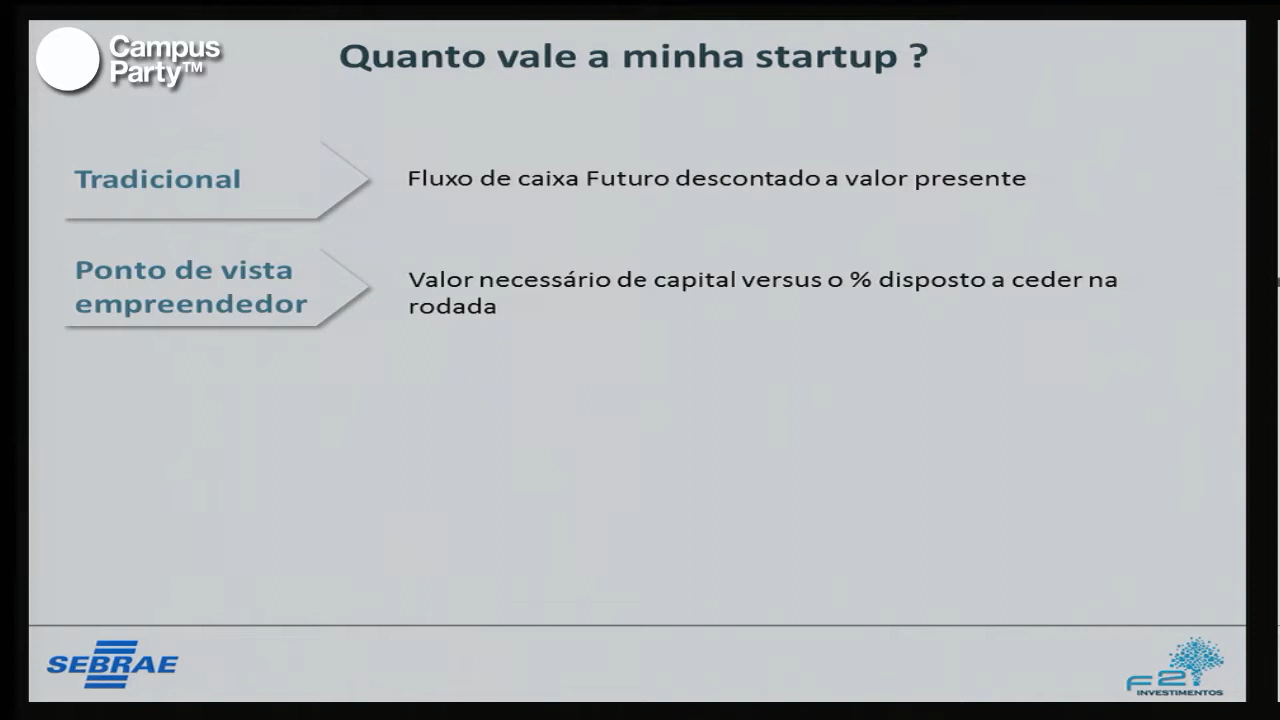 Campus
Party™
Quanto vale a minha startup ?
Tradicional
Fluxo de caixa Futuro descontado a valor presente
Ponto de vista
empreendedor
Valor necessário de capital versus o % disposto a ceder na
rodada
SEBRAE
F2i
INVESTIMENTOS